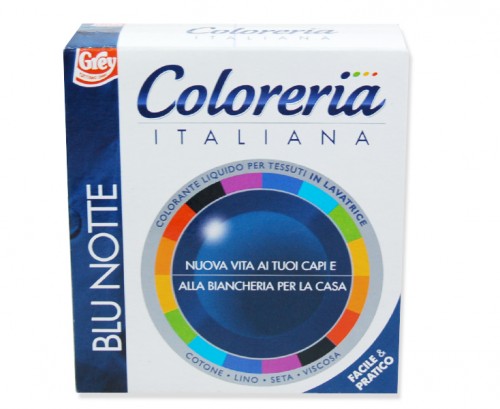 Grey
Coloreria
ITALIANA
BLU NOTTE
COLORANTE LIQUIDO PER TESSUTI IN LAVATRICE
NUOVA VITA AI TUOI CAPI E
ALLA BIANCHERIA PER LA CASA
COTONE - LINO - SETA - VISCOSA
FACILE &
PRATICO